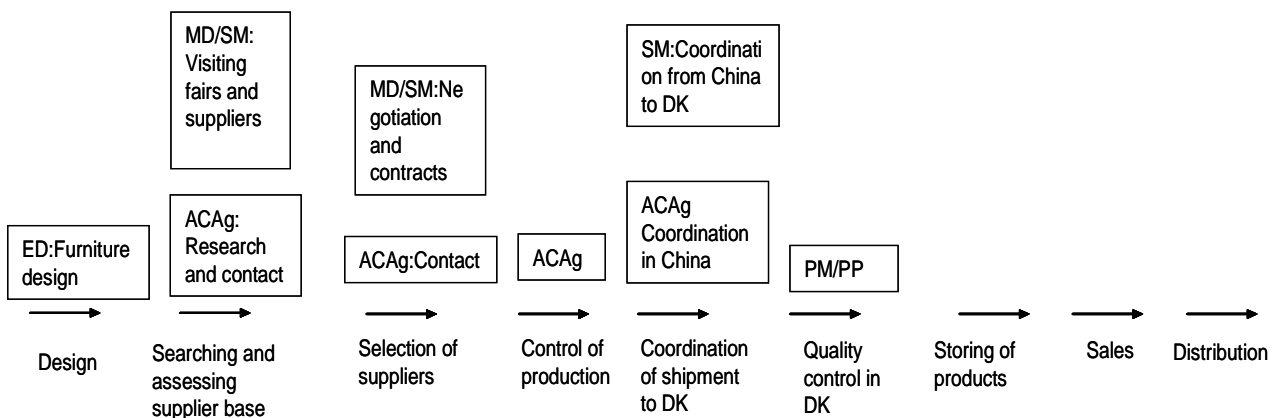 MD/SM:
Visiting
fairs and
suppliers
SM:Coordinati
on from China
to DK
MD/SM:Ne
gotiation
and
contracts
ACAg:
Research
and contact
ACAg
Coordination
in China
ED:Furniture
design
ACAg:Contact
ACAg
PM/PP
Design
Searching and
assessing
supplier base
Selection of
suppliers
Control of
production
Coordination
of shipment
to DK
Quality
control in
DK
Storing of
products
Sales
Distribution